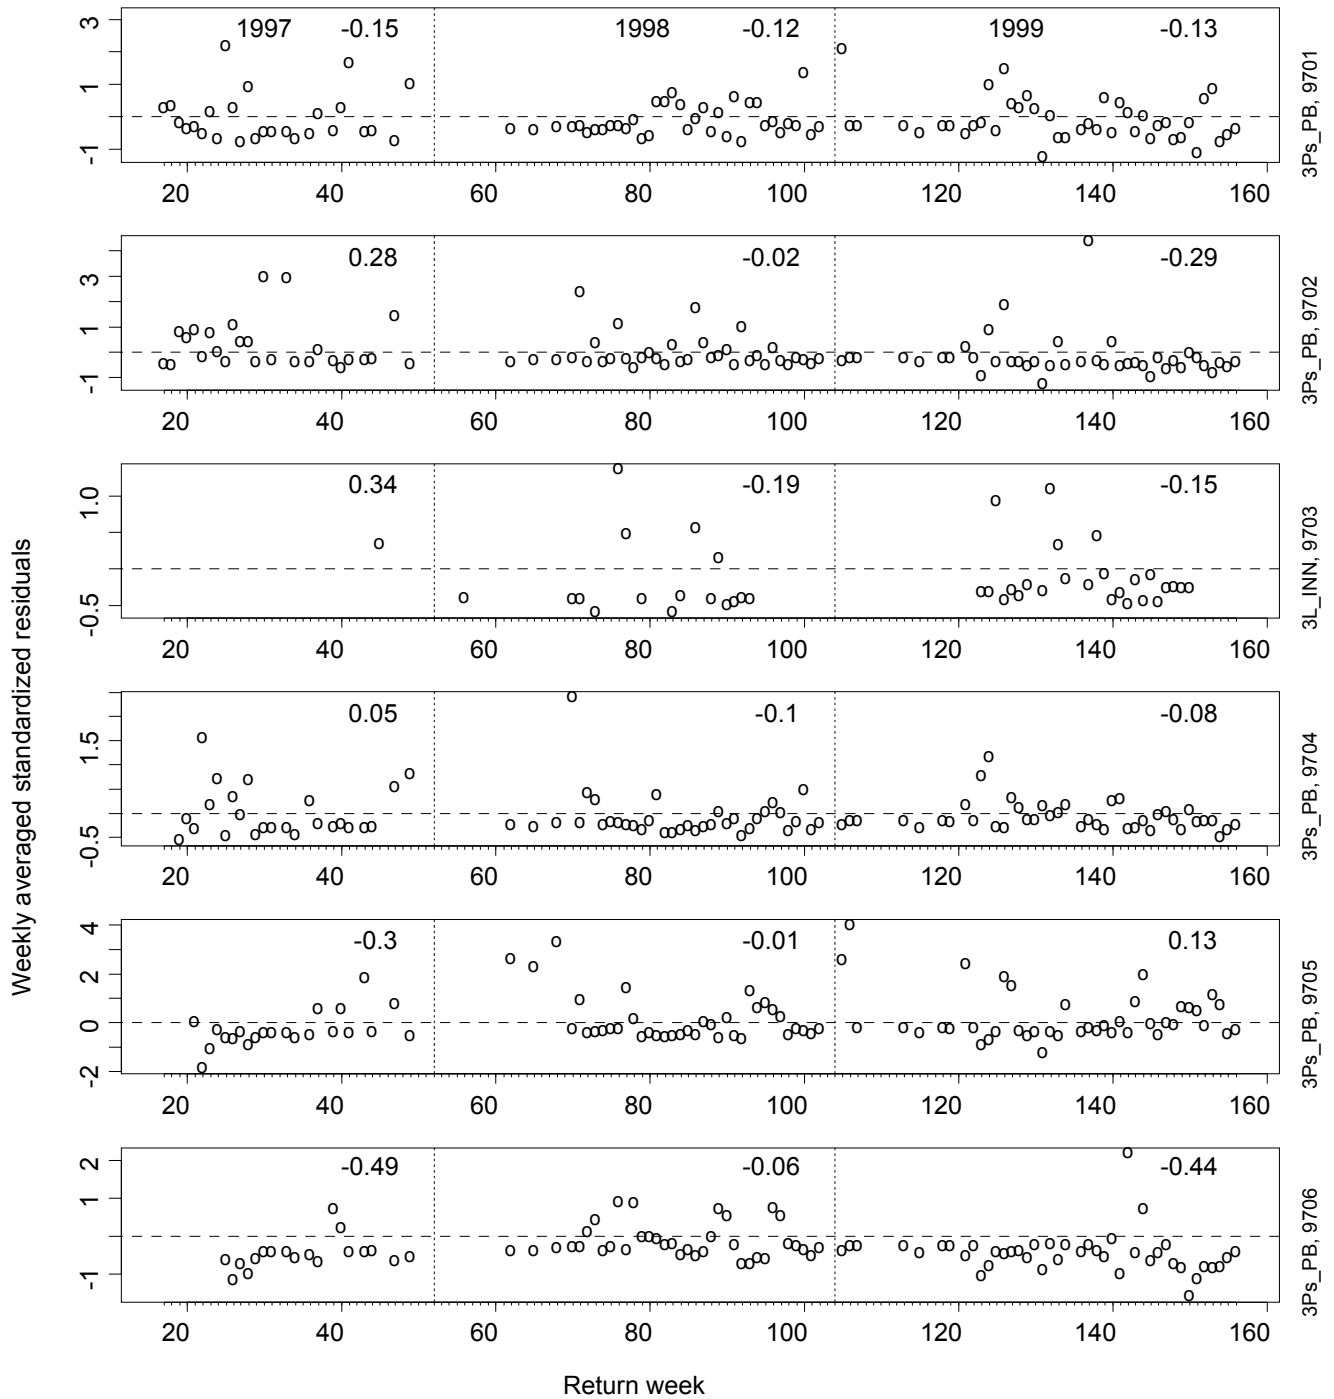 1997 -0.15 1998 -0.12 1999 -0.13
3
1
-1
20 40 60 80 100 120 140 160
3Ps_PB, 9701
0.28 -0.02 -0.29
3
1
-1
20 40 60 80 100 120 140 160
3Ps_PB, 9702
0.34 -0.19 -0.15
1.0
-0.5
20 40 60 80 100 120 140 160
3L_INN, 9703
0.05 -0.1 -0.08
1.5
-0.5
20 40 60 80 100 120 140 160
3Ps_PB, 9704
-0.3 -0.01 0.13
4
2
0
-2
20 40 60 80 100 120 140 160
3Ps_PB, 9705
-0.49 -0.06 -0.44
2
1
-1
20 40 60 80 100 120 140 160
3Ps_PB, 9706
Weekly averaged standardized residuals
Return week